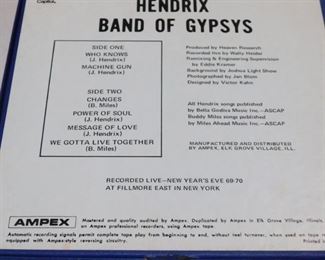 Capitol
HENDRIX
BAND OF GYPSYS
SIDE ONE
WHO KNOWS
(J. Hendrix)
MACHINE GUN
(J. Hendrix)
SIDE TWO
CHANGES
(B. Miles)
POWER OF SOUL
(J. Hendrix)
MESSAGE OF LOVE
(J. Hendrix)
WE GOTTA LIVE TOGETHER
(B. Miles)
Produced by Heaven Research
Recorded live by Wally Heider
Remixing & Engineering Supervision
by Eddie Kramer
Background by Joshua Light Show
Photographed by Jan Blom
Designed by Victor Kahn
All Hendrix songs published
by Bella Godiva Music Inc.—ASCAP
Buddy Miles songs published
by Miles Ahead Music Inc.—ASCAP
MANUFACTURED AND DISTRIBUTED
BY AMPEX, ELK GROVE VILLAGE, ILL.
RECORDED LIVE—NEW YEAR'S EVE 69-70
AT FILLMORE EAST IN NEW YORK
AMPEX
Mastered and quality audited by Ampex. Duplicated by Ampex in Elk Grove Village, Illinois,
on Ampex professional recorders, using Ampex tape.
Automatic recording signals permit complete tape play from beginning to end, without reel turnover, when used on tape
equipped with Ampex-style reversing circuitry.
Printed